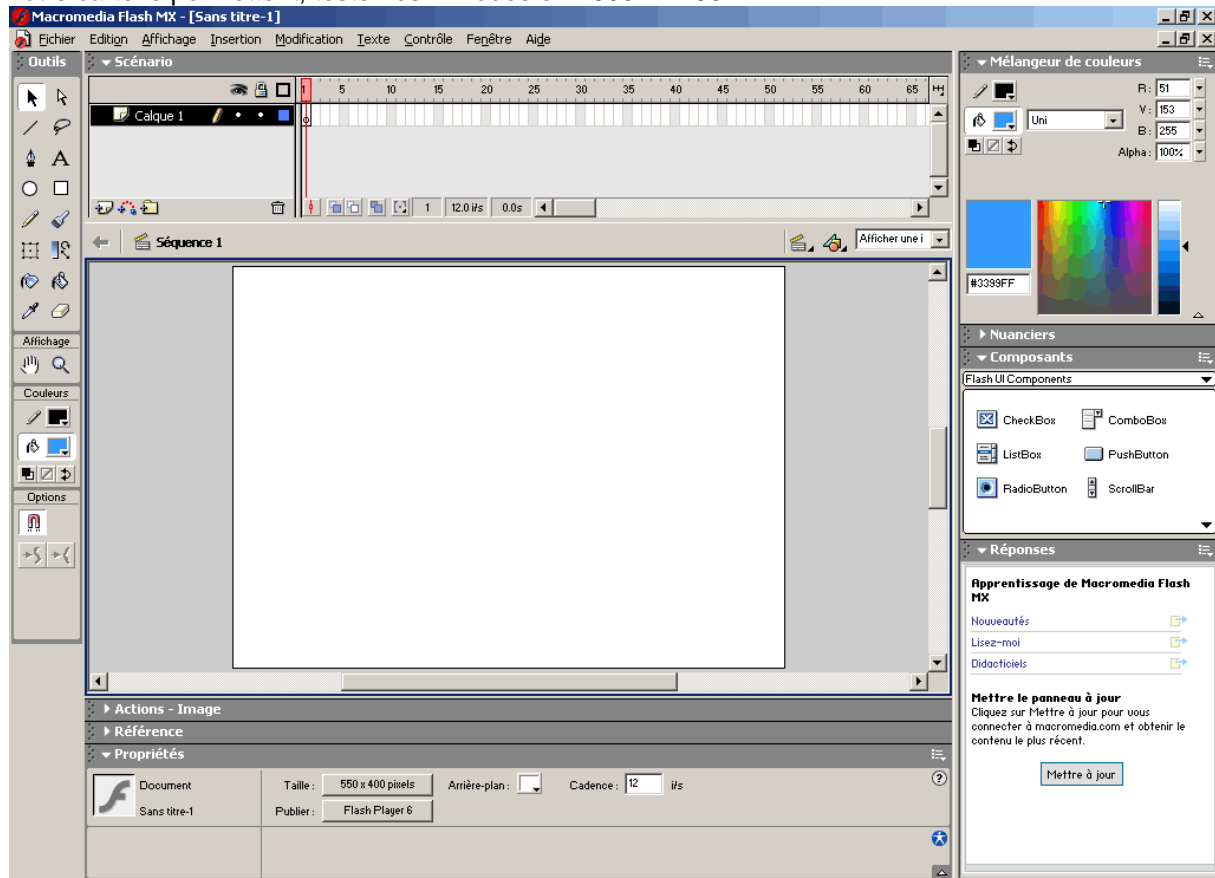 Macromedia Flash MX - [Sans titre-1]
Eichier Edition Affichage Insertion Modification Texte Contrôle Fenêtre Aide
Outils
Scénario
1 5 10 15 20 25 30 35 40 45 50 55 60 65
Calque 1
1 12.0 i/s 0.0s
Séquence 1
Afficher une i
Affichage
Couleurs
Options
Actions - Image
Référence
Propriétés
Document
Sans titre-1
Taille : 550 x 400 pixels Arrière-plan : Cadence : 12 i/s
Publier : Flash Player 6
Mélangeur de couleurs
R : 51
Uni
V : 153
B : 255
Alpha : 100%
#3399FF
Nuanciers
Composants
Flash UI Components
CheckBox ComboBox
ListBox PushButton
RadioButton ScrollBar
Réponses
Apprentissage de Macromedia Flash
MX
Nouveautés
Lisez-moi
Didacticiels
Mettre le panneau à jour
Cliquez sur Mettre à jour pour vous
connecter à macromedia.com et obtenir le
contenu le plus récent.
Mettre à jour